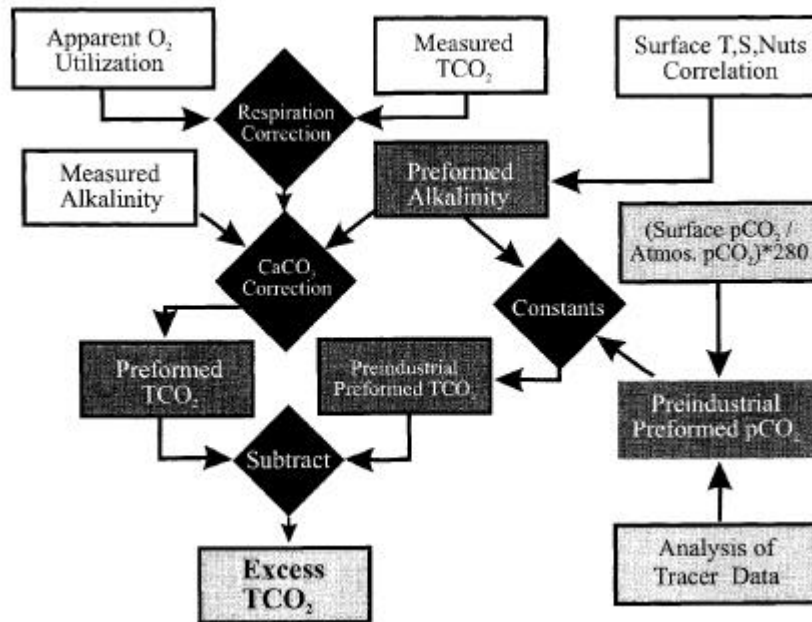 Apparent O₂
Utilization
Measured
TCO₂
Surface T,S,Nuts
Correlation
Respiration
Correction
Measured
Alkalinity
Preformed
Alkalinity
(Surface pCO₂ /
Atmos. pCO₂)*280
CaCO₃
Correction
Constants
Preformed
TCO₂
Preindustrial
Preformed TCO₂
Preindustrial
Preformed pCO₂
Subtract
Excess
TCO₂
Analysis of
Tracer Data